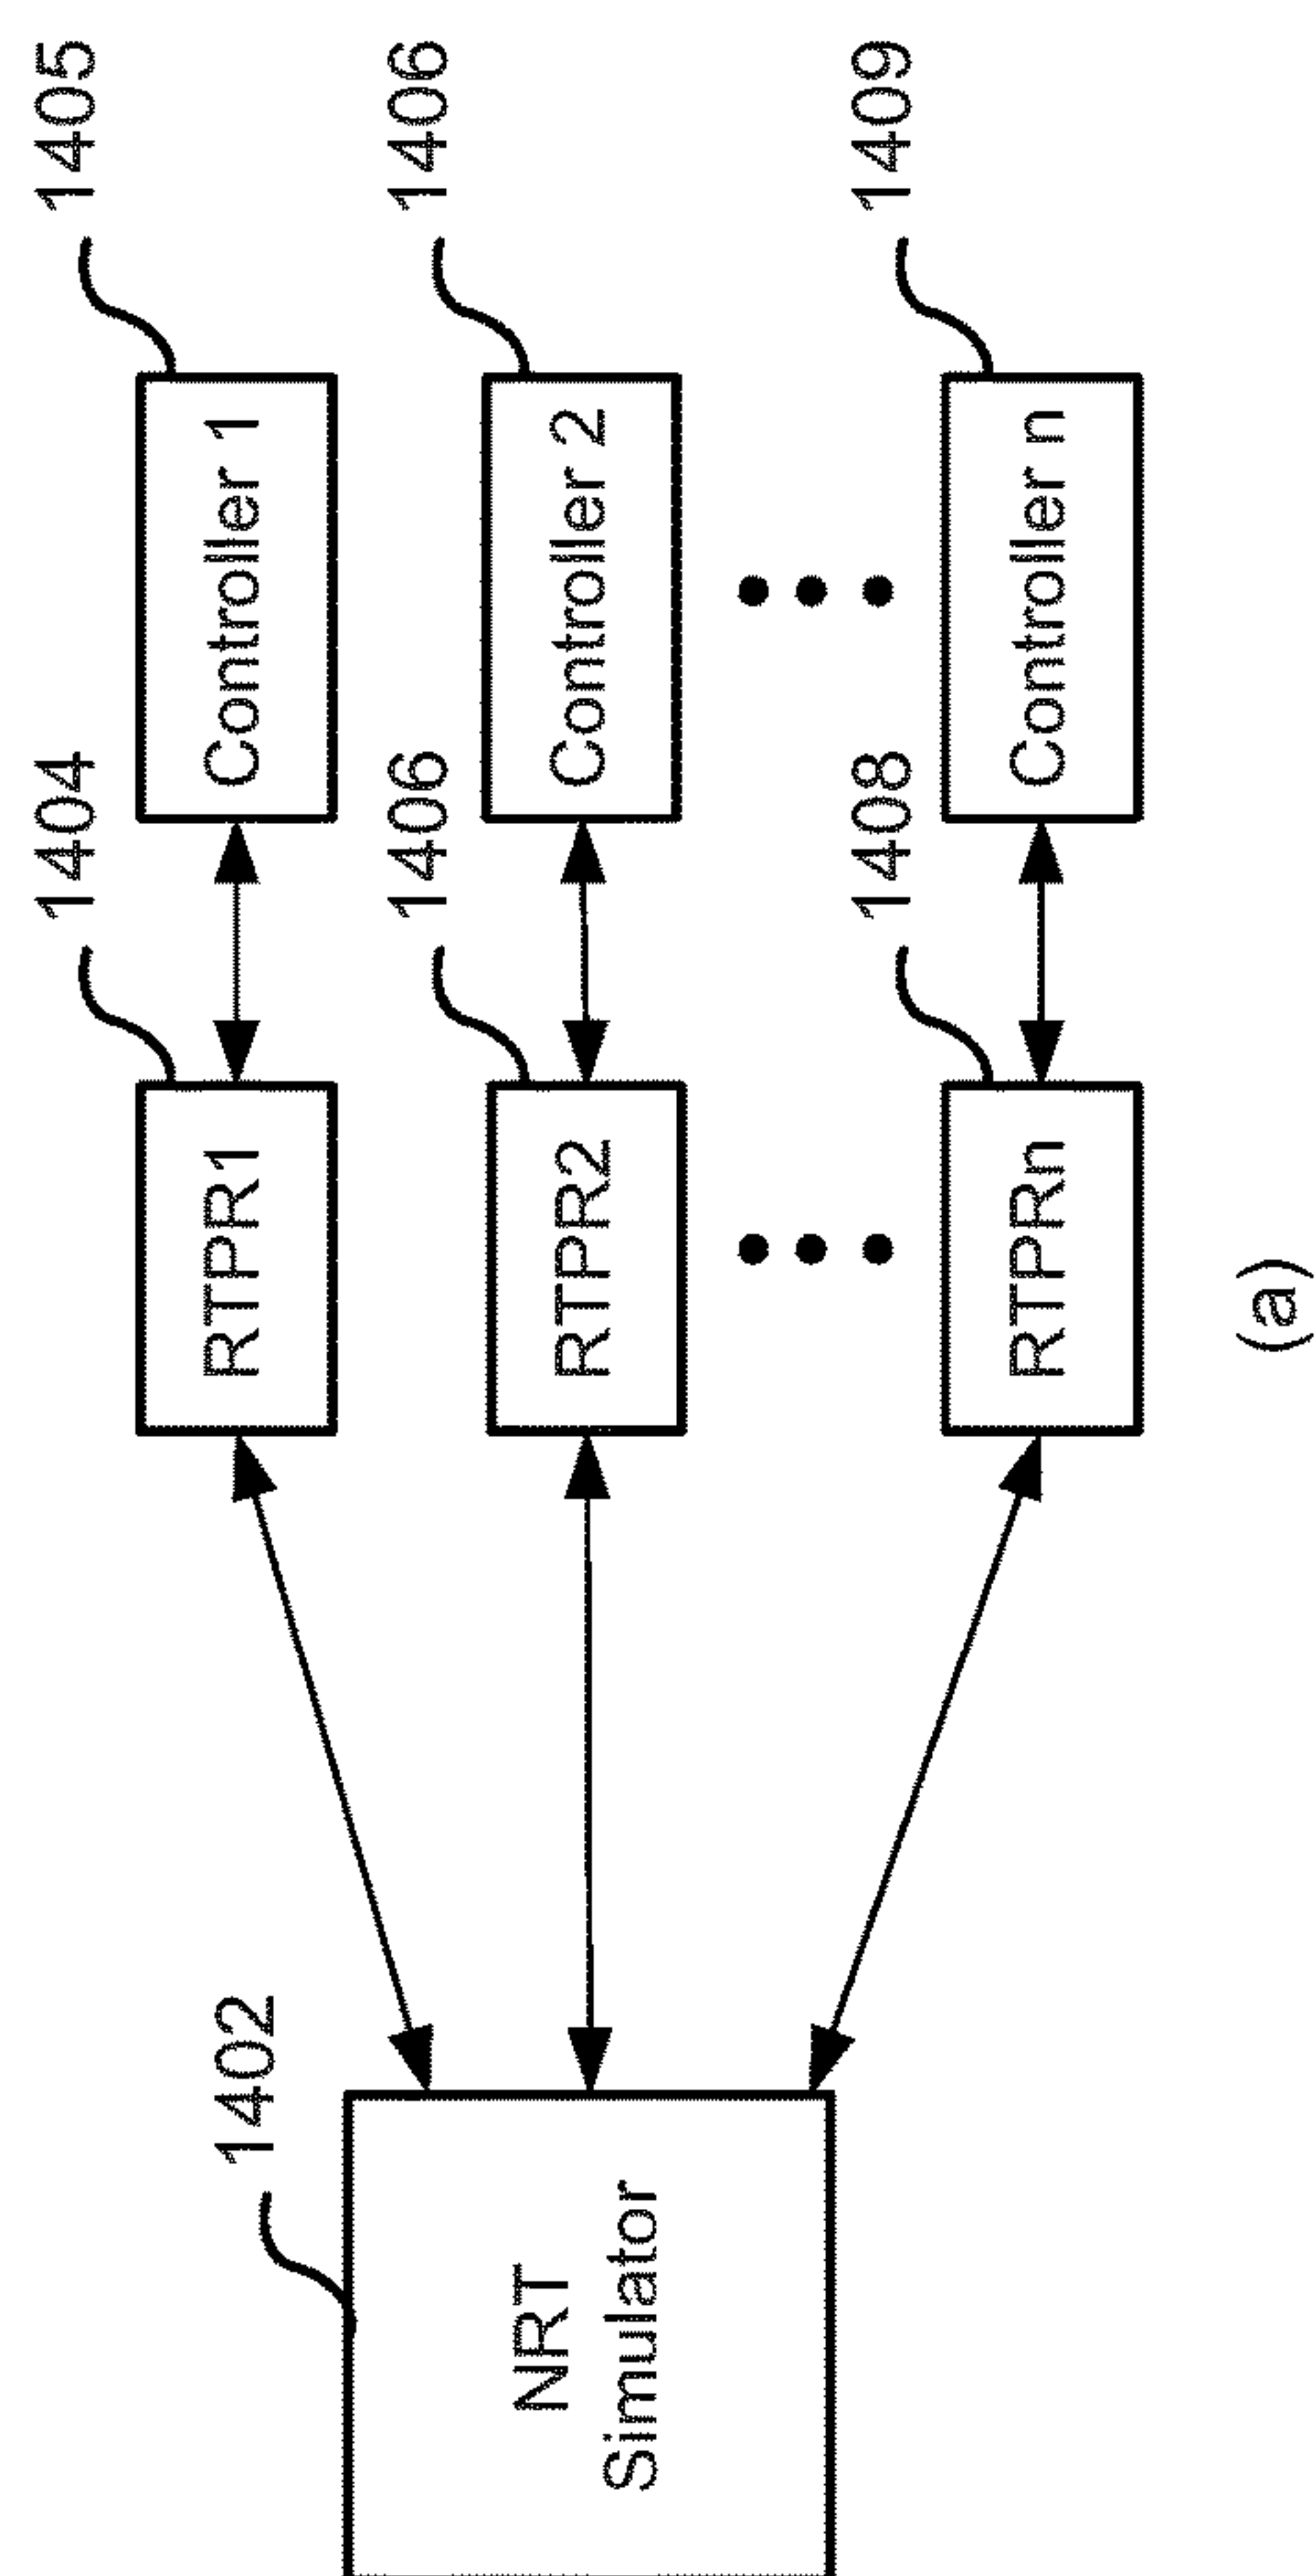 1405
1404
Controller 1
RTPR1
1402
1406
1406
Controller 2
RTPR2
NRT
Simulator
1409
1408
Controller n
RTPRn
(a)